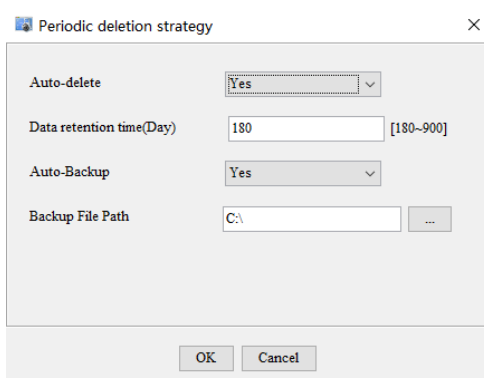 Periodic deletion strategy
Auto-delete Yes
Data retention time(Day) 180 [180~900]
Auto-Backup Yes
Backup File Path C:\ ...
OK Cancel